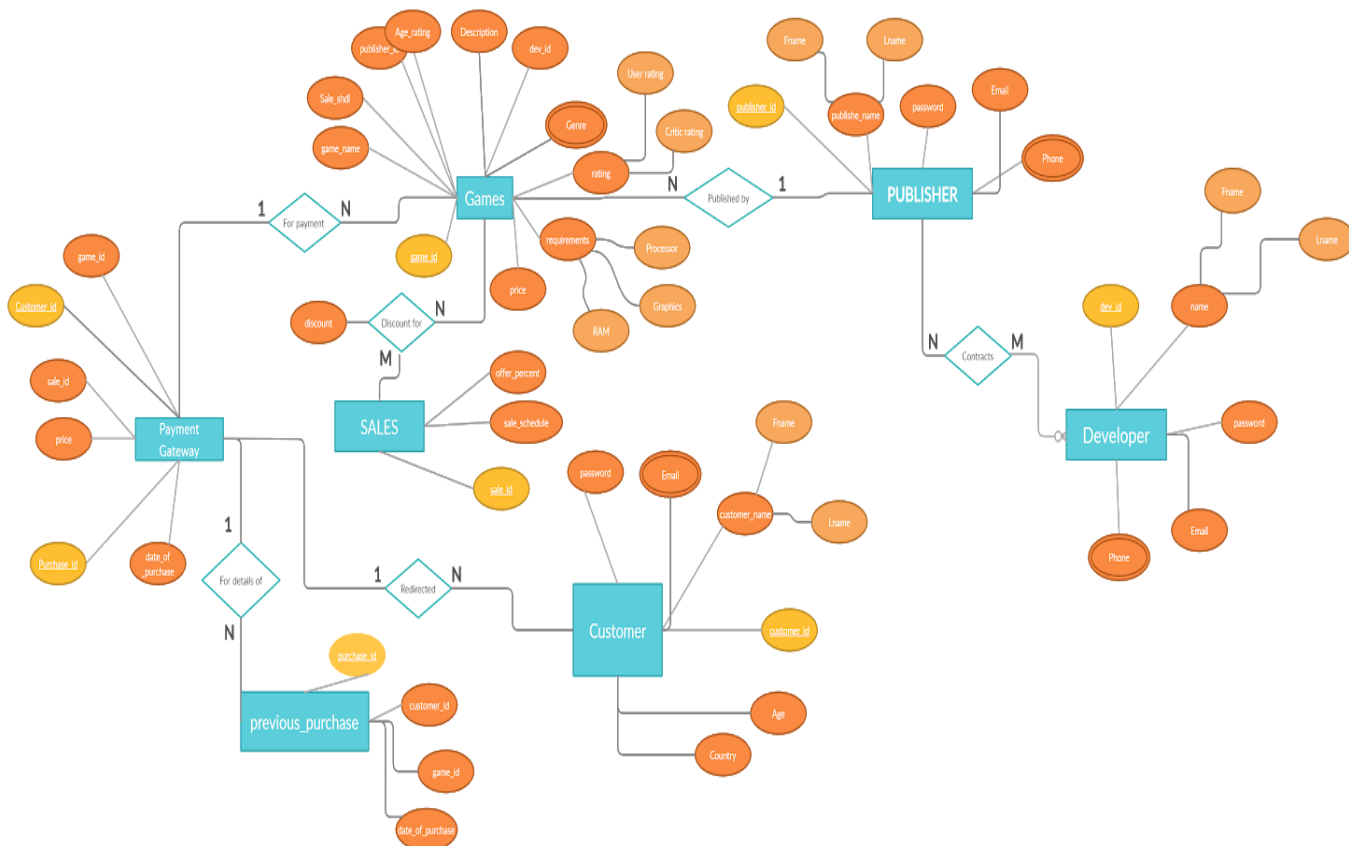 Age_rating
publisher_id
Description
dev_id
Sale_shdl
game_name
Genre
User rating
Critic rating
rating
Games
game_id
price
requirements
Processor
Graphics
RAM
N
Published by
1
Fname
Lname
publisher_id
publishe_name
password
Email
Phone
PUBLISHER
1
For payment
N
game_id
Customer_id
sale_id
price
Payment
Gateway
Purchase_id
date_of
_purchase
discount
Discount for
N
M
SALES
offer_percent
sale_schedule
sale_id
N
Contracts
M
Fname
Lname
dev_id
name
Developer
password
Email
Phone
1
For details of
N
1
Redirected
N
password
Email
Fname
customer_name
Lname
Customer
customer_id
Age
Country
purchase_id
previous_purchase
customer_id
game_id
date_of_purchase